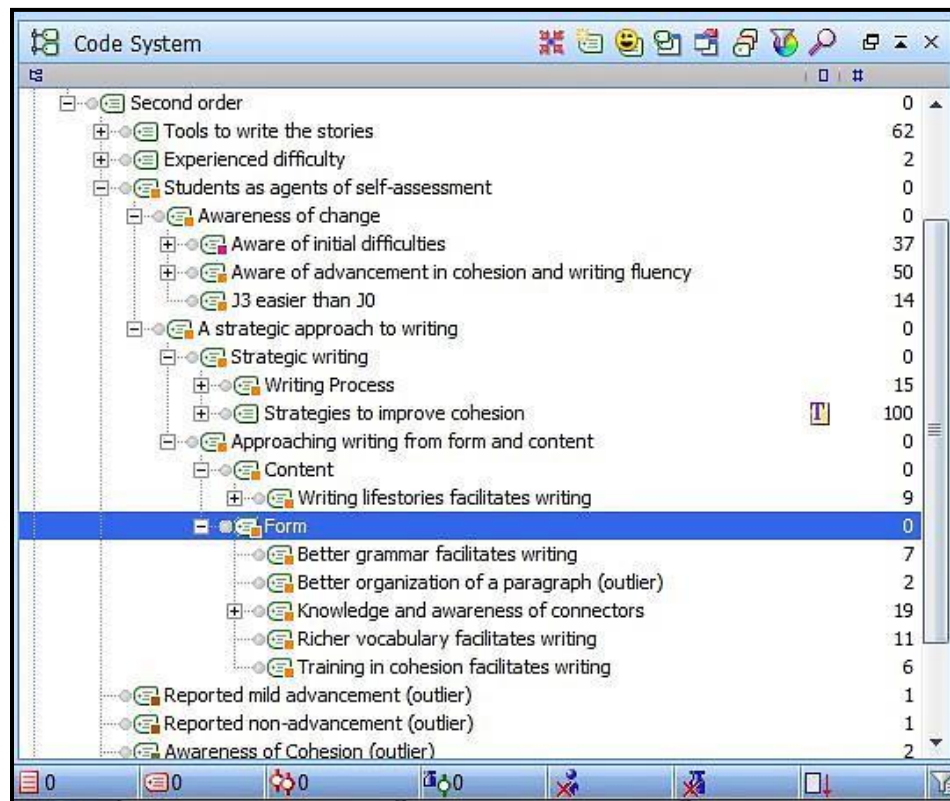 Code System
#
Second order 0
Tools to write the stories 62
Experienced difficulty 2
Students as agents of self-assessment 0
Awareness of change 0
Aware of initial difficulties 37
Aware of advancement in cohesion and writing fluency 50
J3 easier than J0 14
A strategic approach to writing 0
Strategic writing 0
Writing Process 15
Strategies to improve cohesion T 100
Approaching writing from form and content 0
Content 0
Writing lifestories facilitates writing 9
Form 0
Better grammar facilitates writing 7
Better organization of a paragraph (outlier) 2
Knowledge and awareness of connectors 19
Richer vocabulary facilitates writing 11
Training in cohesion facilitates writing 6
Reported mild advancement (outlier) 1
Reported non-advancement (outlier) 1
Awareness of Cohesion (outlier) 2
0 0 0 0